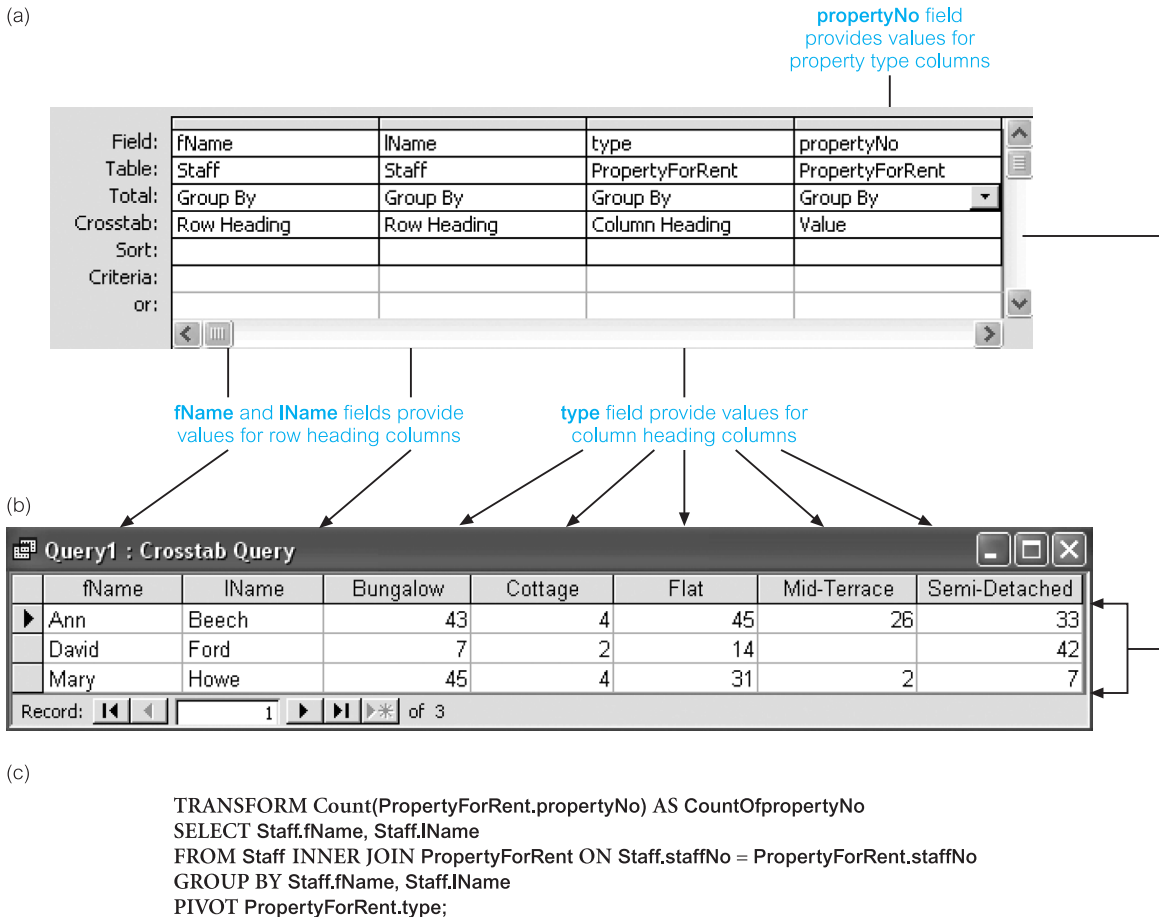 (a)
propertyNo field
provides values for
property type columns
Field: fName lName type propertyNo
Table: Staff Staff PropertyForRent PropertyForRent
Total: Group By Group By Group By Group By
Crosstab: Row Heading Row Heading Column Heading Value
Sort:
Criteria:
or:
fName and lName fields provide
values for row heading columns
type field provide values for
column heading columns
(b)
Query1 : Crosstab Query
fName lName Bungalow Cottage Flat Mid-Terrace Semi-Detached
Ann Beech 43 4 45 26 33
David Ford 7 2 14 42
Mary Howe 45 4 31 2 7
Record: 1 of 3
(c)
TRANSFORM Count(PropertyForRent.propertyNo) AS CountOfpropertyNo
SELECT Staff.fName, Staff.lName
FROM Staff INNER JOIN PropertyForRent ON Staff.staffNo = PropertyForRent.staffNo
GROUP BY Staff.fName, Staff.lName
PIVOT PropertyForRent.type;